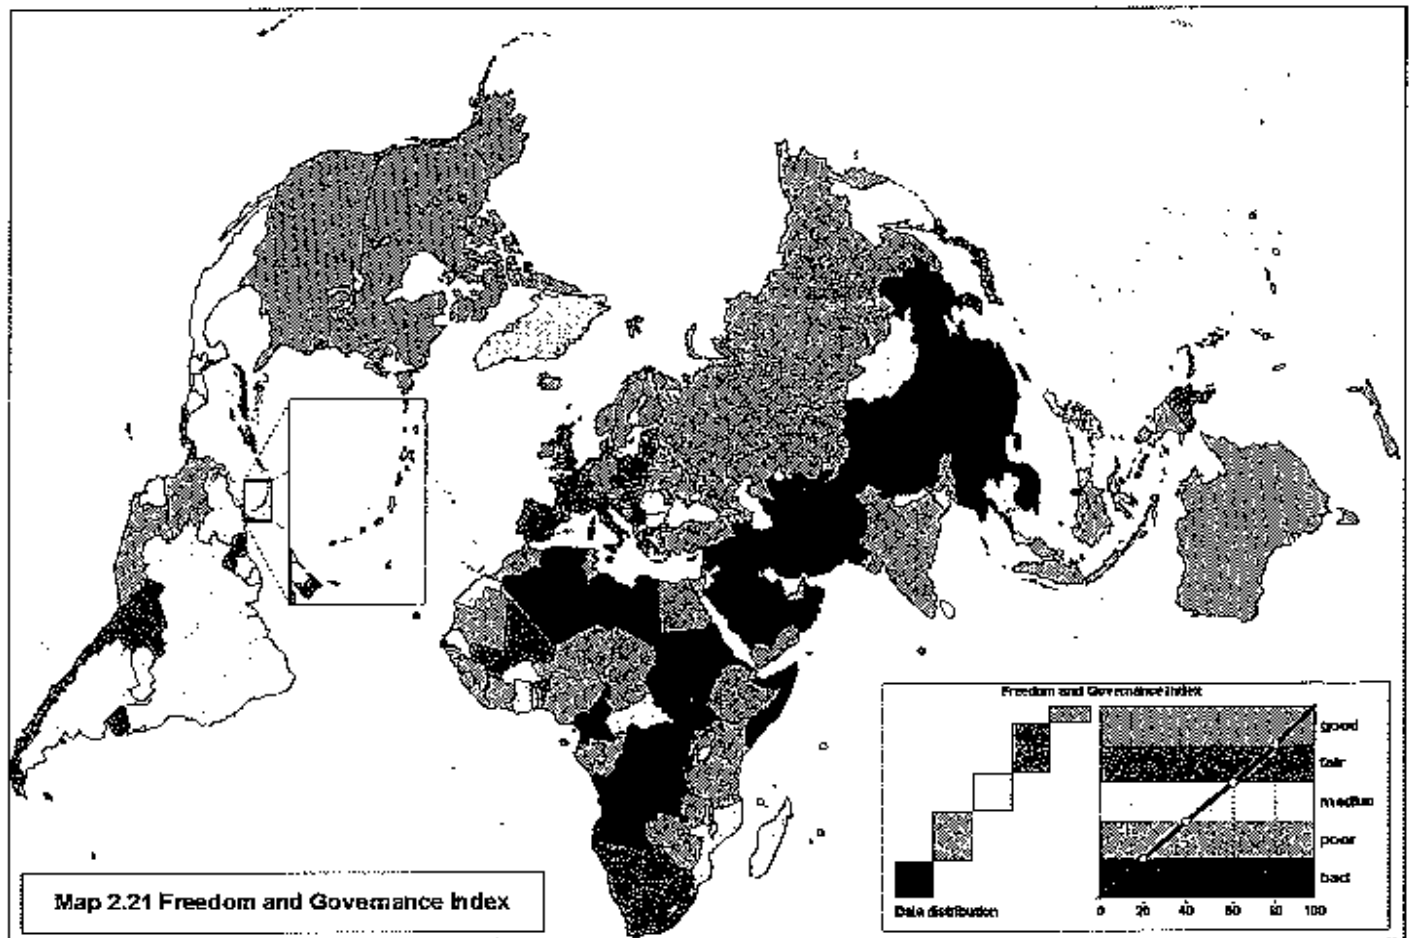 Freedom and Governance Index
good
fair
medium
poor
bad
Data distribution
0 20 40 60 80 100
Map 2.21 Freedom and Governance Index